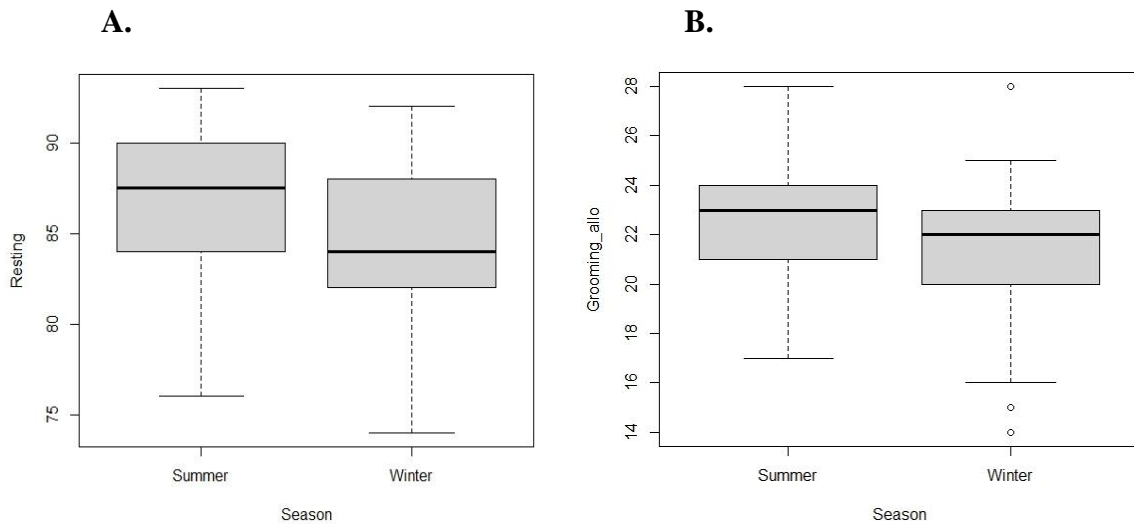 A.
Resting
90
85
80
75
Summer Winter
Season
B.
Grooming_allo
28
26
24
22
20
18
16
14
Summer Winter
Season